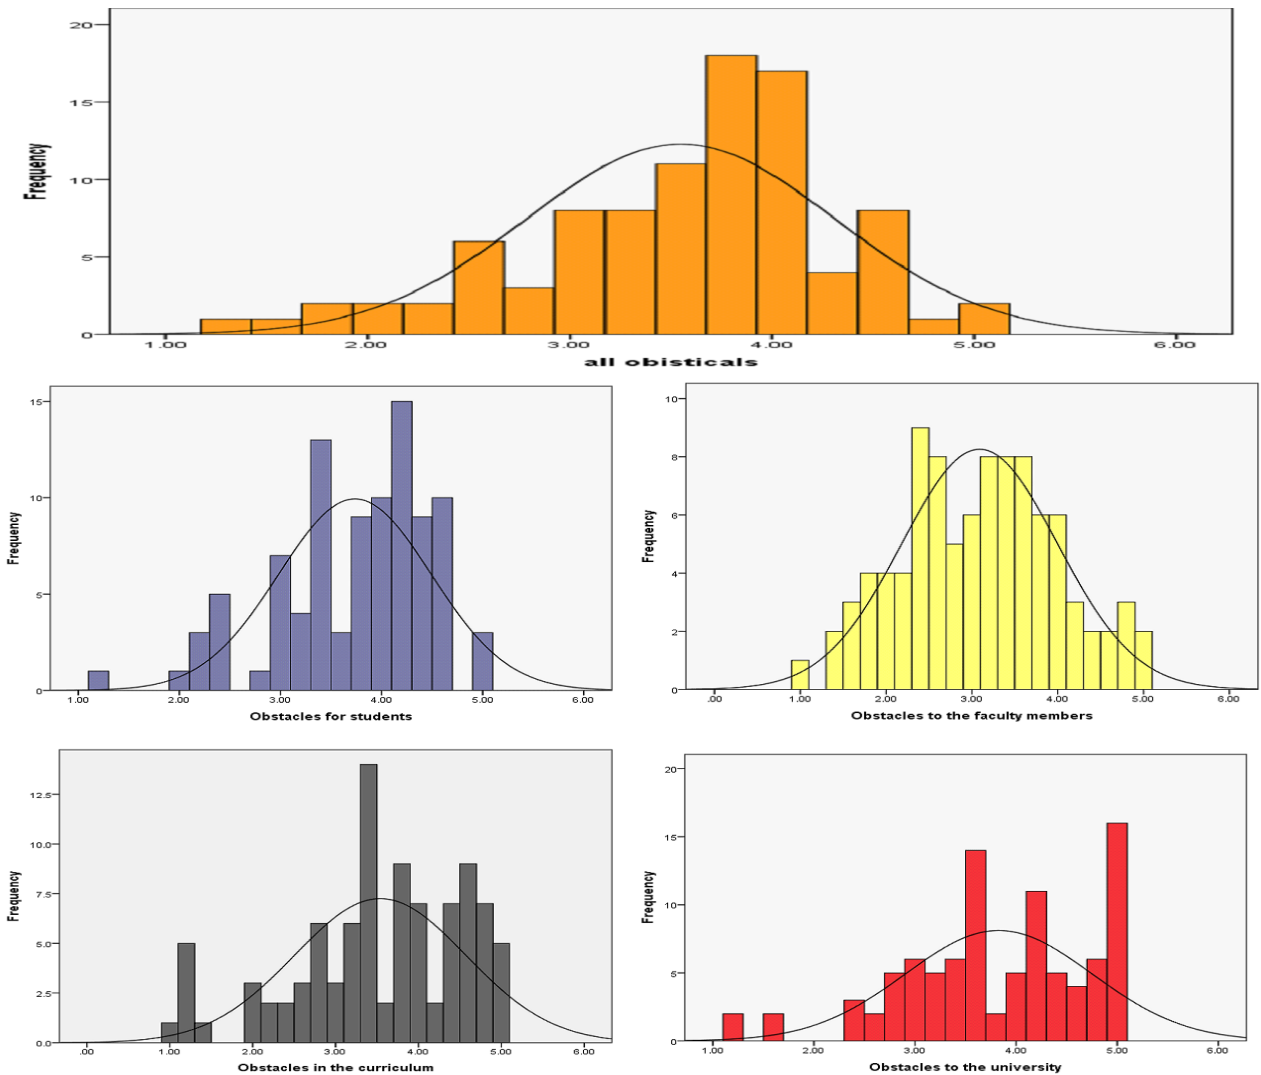 20
15
10
5
0
Frequency
1.00 2.00 3.00 4.00 5.00 6.00
all obisticals
15
10
5
0
Frequency
1.00 2.00 3.00 4.00 5.00 6.00
Obstacles for students
10
8
6
4
2
0
Frequency
.00 1.00 2.00 3.00 4.00 5.00 6.00
Obstacles to the faculty members
12.5
10.0
7.5
5.0
2.5
0.0
Frequency
.00 1.00 2.00 3.00 4.00 5.00 6.00
Obstacles in the curriculum
20
15
10
5
0
Frequency
1.00 2.00 3.00 4.00 5.00 6.00
Obstacles to the university